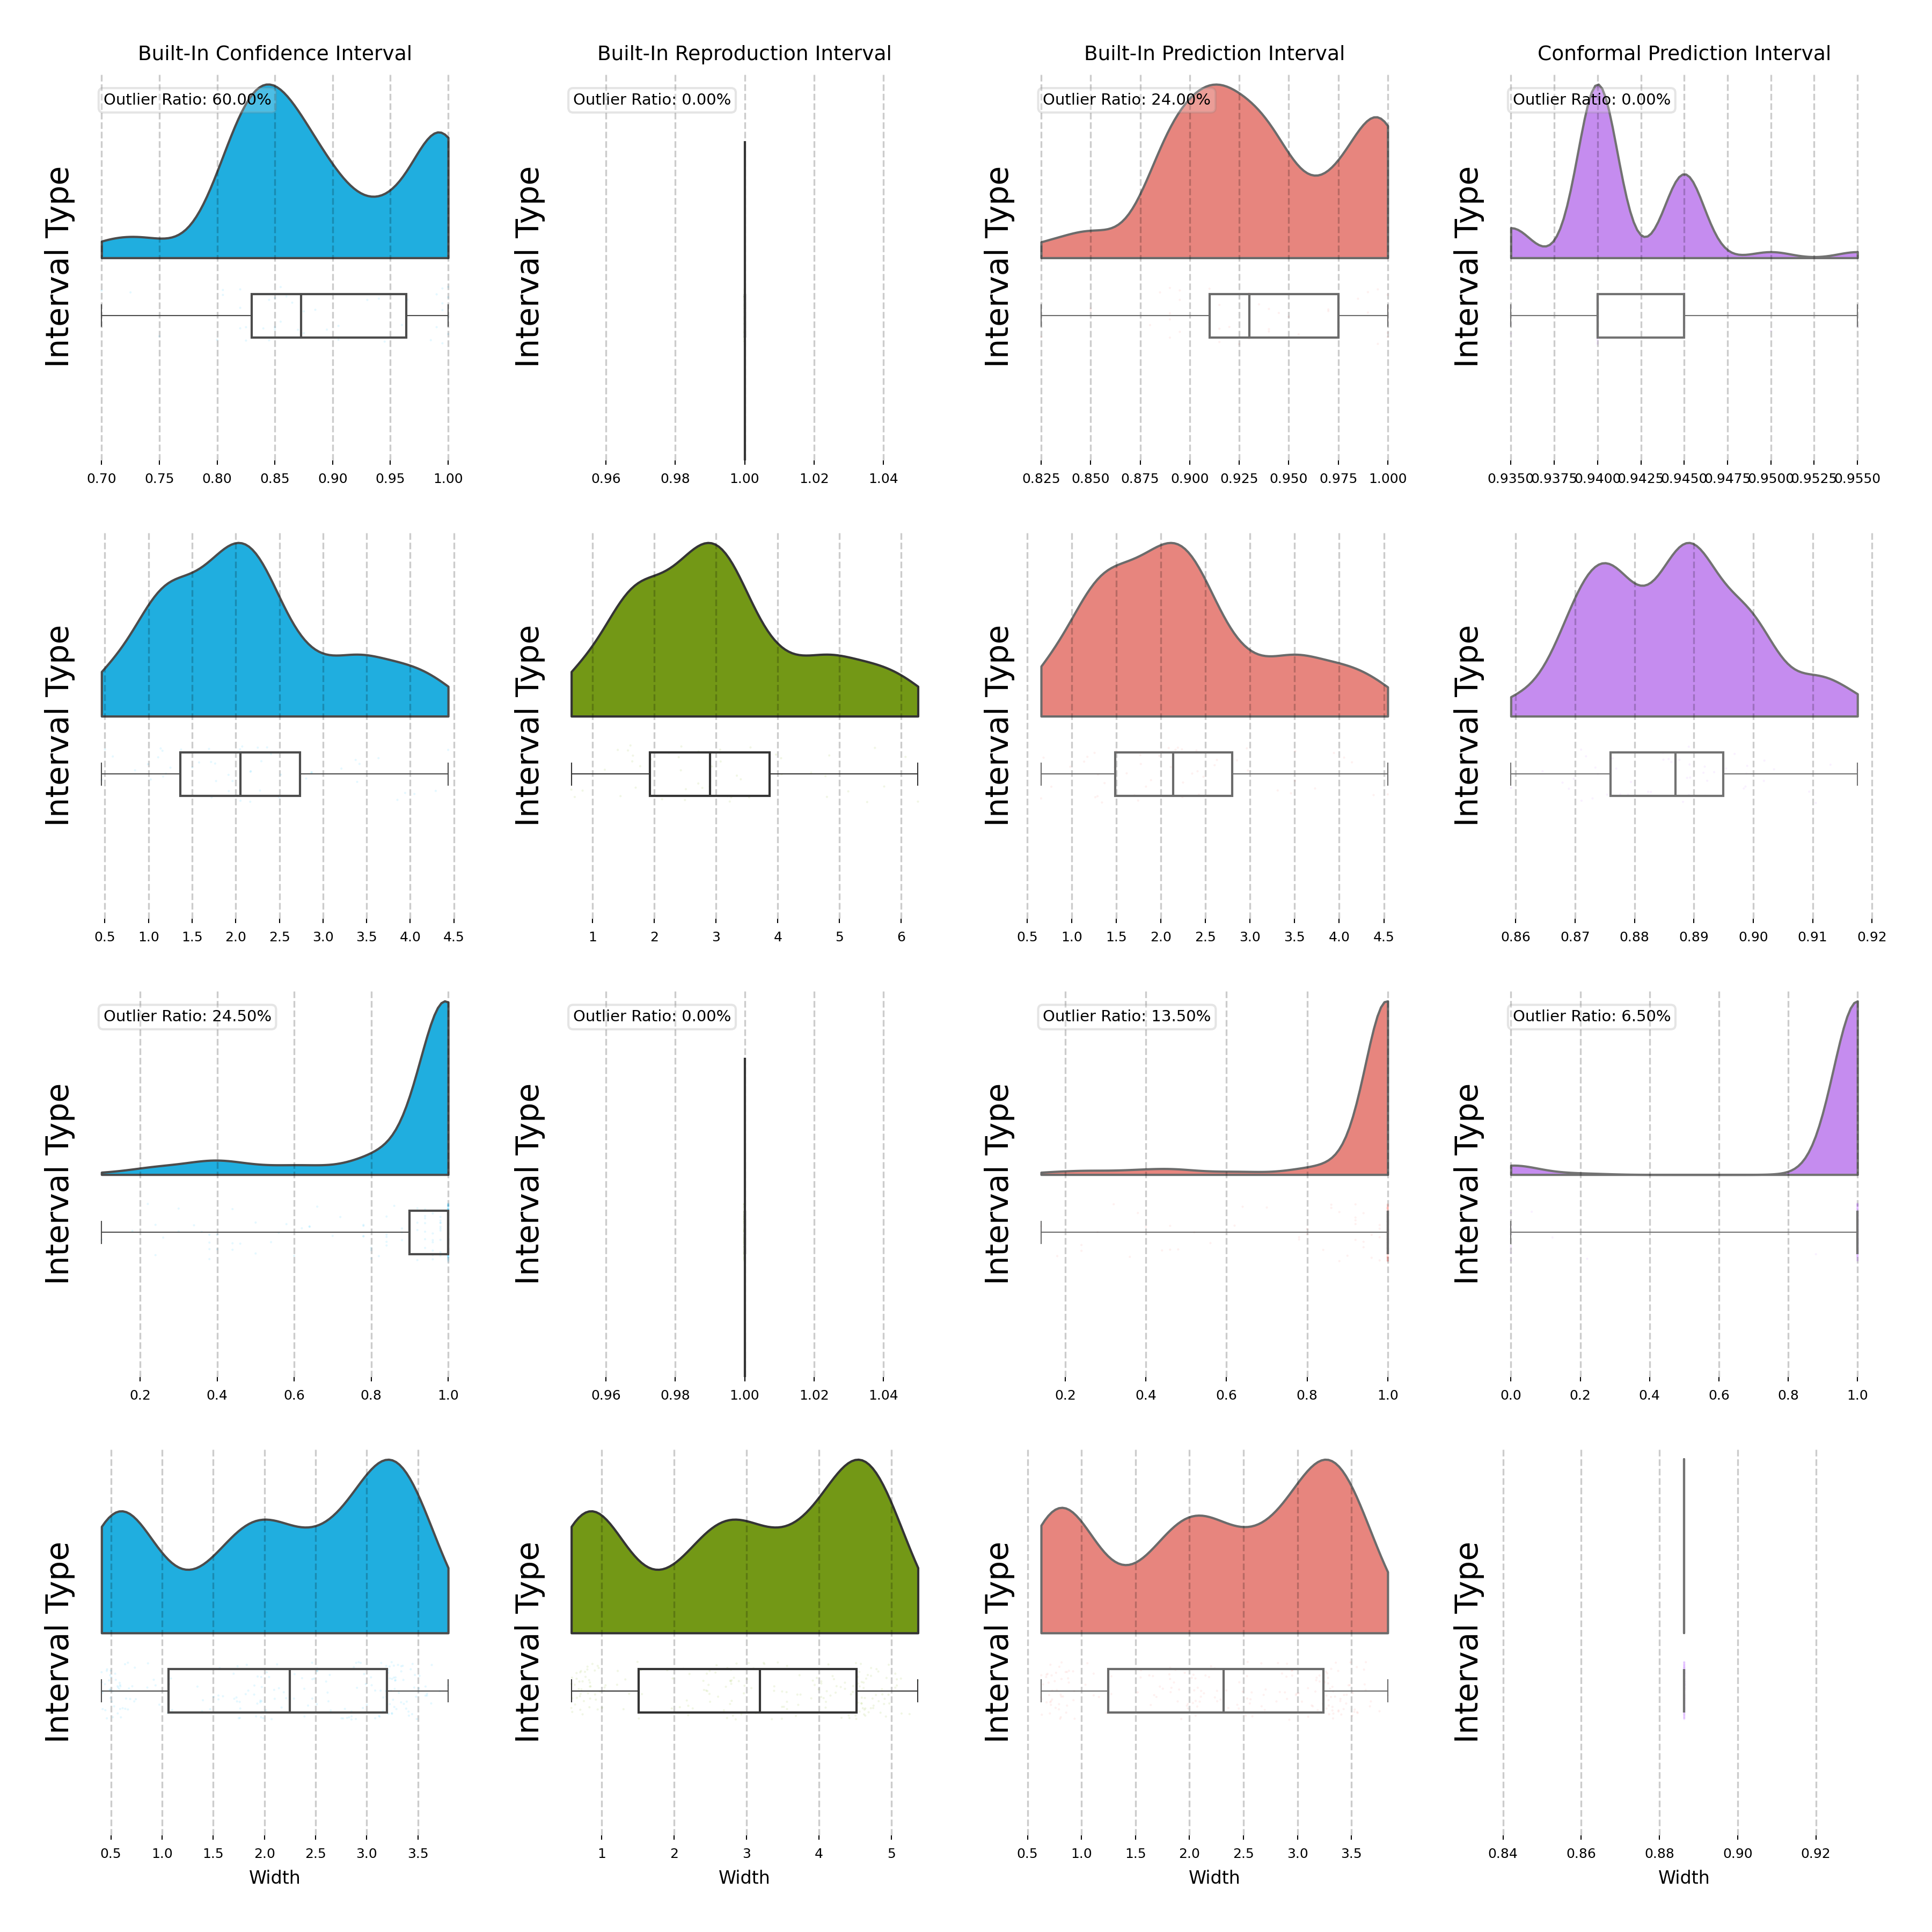 Built-In Confidence Interval Built-In Reproduction Interval Built-In Prediction Interval Conformal Prediction Interval
Outlier Ratio: 60.00% Outlier Ratio: 0.00% Outlier Ratio: 24.00% Outlier Ratio: 0.00%
Interval Type Interval Type Interval Type Interval Type
0.70 0.75 0.80 0.85 0.90 0.95 1.00 0.96 0.98 1.00 1.02 1.04 0.825 0.850 0.875 0.900 0.925 0.950 0.975 1.000 0.9350 0.9375 0.9400 0.9425 0.9450 0.9475 0.9500 0.9525 0.9550
Interval Type Interval Type Interval Type Interval Type
0.5 1.0 1.5 2.0 2.5 3.0 3.5 4.0 4.5 1 2 3 4 5 6 0.5 1.0 1.5 2.0 2.5 3.0 3.5 4.0 4.5 0.86 0.87 0.88 0.89 0.90 0.91 0.92
Outlier Ratio: 24.50% Outlier Ratio: 0.00% Outlier Ratio: 13.50% Outlier Ratio: 6.50%
Interval Type Interval Type Interval Type Interval Type
0.2 0.4 0.6 0.8 1.0 0.96 0.98 1.00 1.02 1.04 0.2 0.4 0.6 0.8 1.0 0.0 0.2 0.4 0.6 0.8 1.0
Interval Type Interval Type Interval Type Interval Type
0.5 1.0 1.5 2.0 2.5 3.0 3.5 1 2 3 4 5 0.5 1.0 1.5 2.0 2.5 3.0 3.5 0.84 0.86 0.88 0.90 0.92
Width Width Width Width